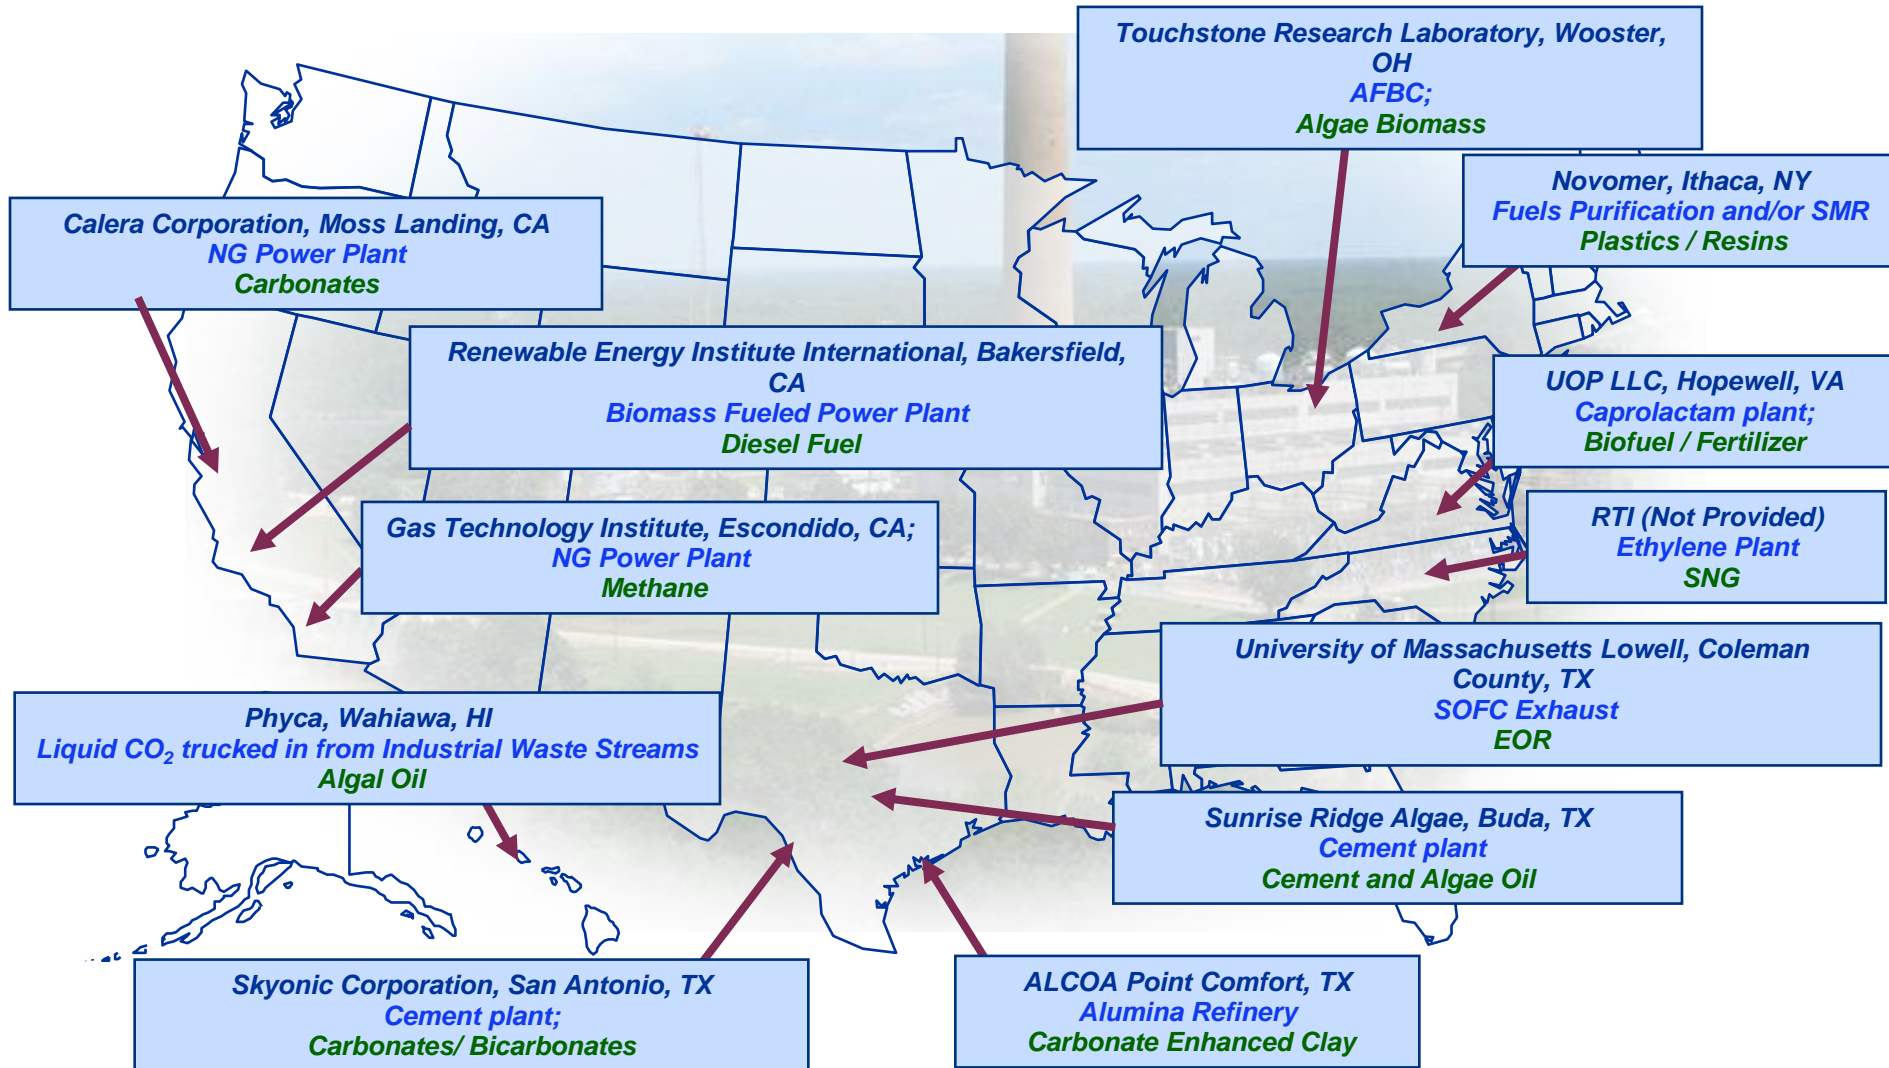 Touchstone Research Laboratory, Wooster,
OH
AFBC;
Algae Biomass
Novomer, Ithaca, NY
Fuels Purification and/or SMR
Plastics / Resins
Calera Corporation, Moss Landing, CA
NG Power Plant
Carbonates
Renewable Energy Institute International, Bakersfield,
CA
Biomass Fueled Power Plant
Diesel Fuel
UOP LLC, Hopewell, VA
Caprolactam plant;
Biofuel / Fertilizer
Gas Technology Institute, Escondido, CA;
NG Power Plant
Methane
RTI (Not Provided)
Ethylene Plant
SNG
University of Massachusetts Lowell, Coleman
County, TX
SOFC Exhaust
EOR
Phyca, Wahiawa, HI
Liquid CO₂ trucked in from Industrial Waste Streams
Algal Oil
Sunrise Ridge Algae, Buda, TX
Cement plant
Cement and Algae Oil
Skyonic Corporation, San Antonio, TX
Cement plant;
Carbonates/ Bicarbonates
ALCOA Point Comfort, TX
Alumina Refinery
Carbonate Enhanced Clay